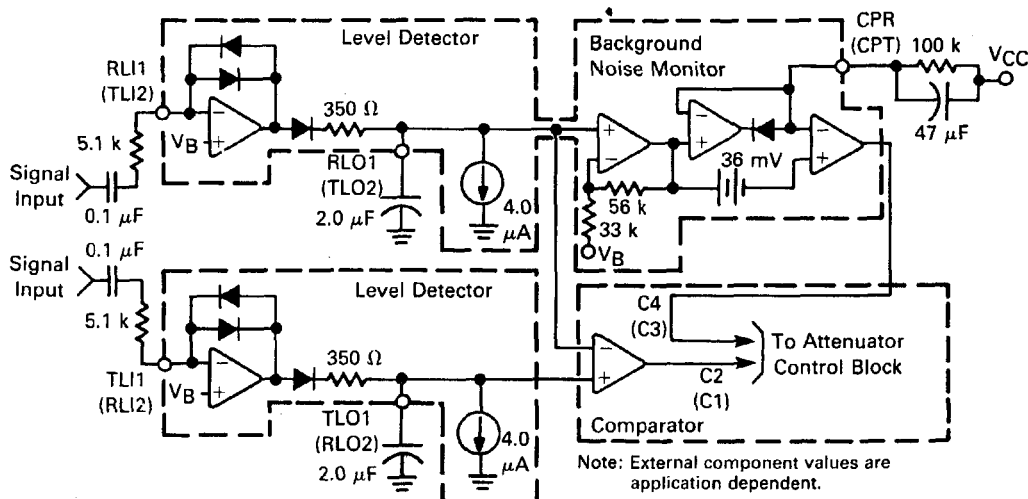 Level Detector
RLI1
(TLI2)
VB
350 Ω
5.1 k
Signal
Input
0.1 μF
RLO1
(TLO2)
2.0 μF
4.0
μA
Background
Noise Monitor
CPR
(CPT)
100 k
VCC
47 μF
36 mV
56 k
33 k
VB
0.1 μF
Signal
Input
5.1 k
Level Detector
350 Ω
VB
TLI1
(RLI2)
TLO1
(RLO2)
2.0 μF
4.0
μA
C4
(C3)
To Attenuator
Control Block
C2
(C1)
Comparator
Note: External component values are
application dependent.